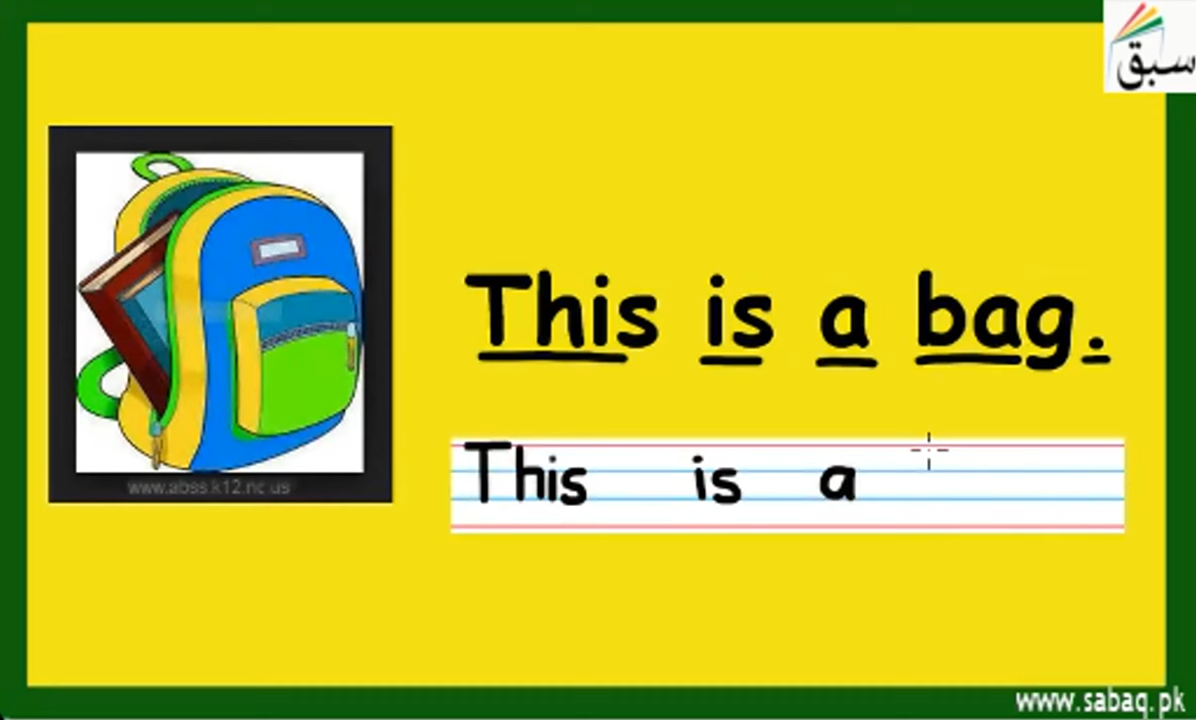 سبق
This is a bag.
This is a
www.abss.k12.nc.us
www.sabaq.pk